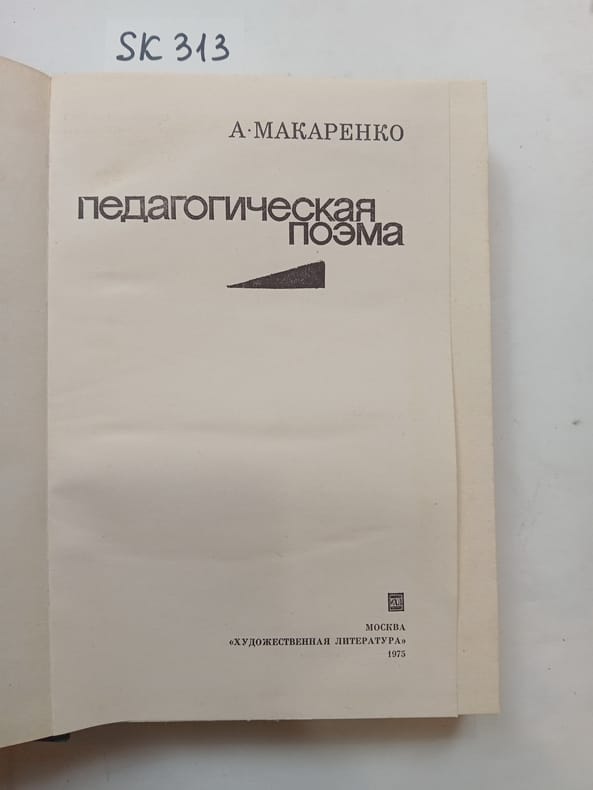 SK 313
А·МАКАРЕНКО
ПЕДАГОГИЧЕСКАЯ
ПОЭМА
МОСКВА
«ХУДОЖЕСТВЕННАЯ ЛИТЕРАТУРА»
1975